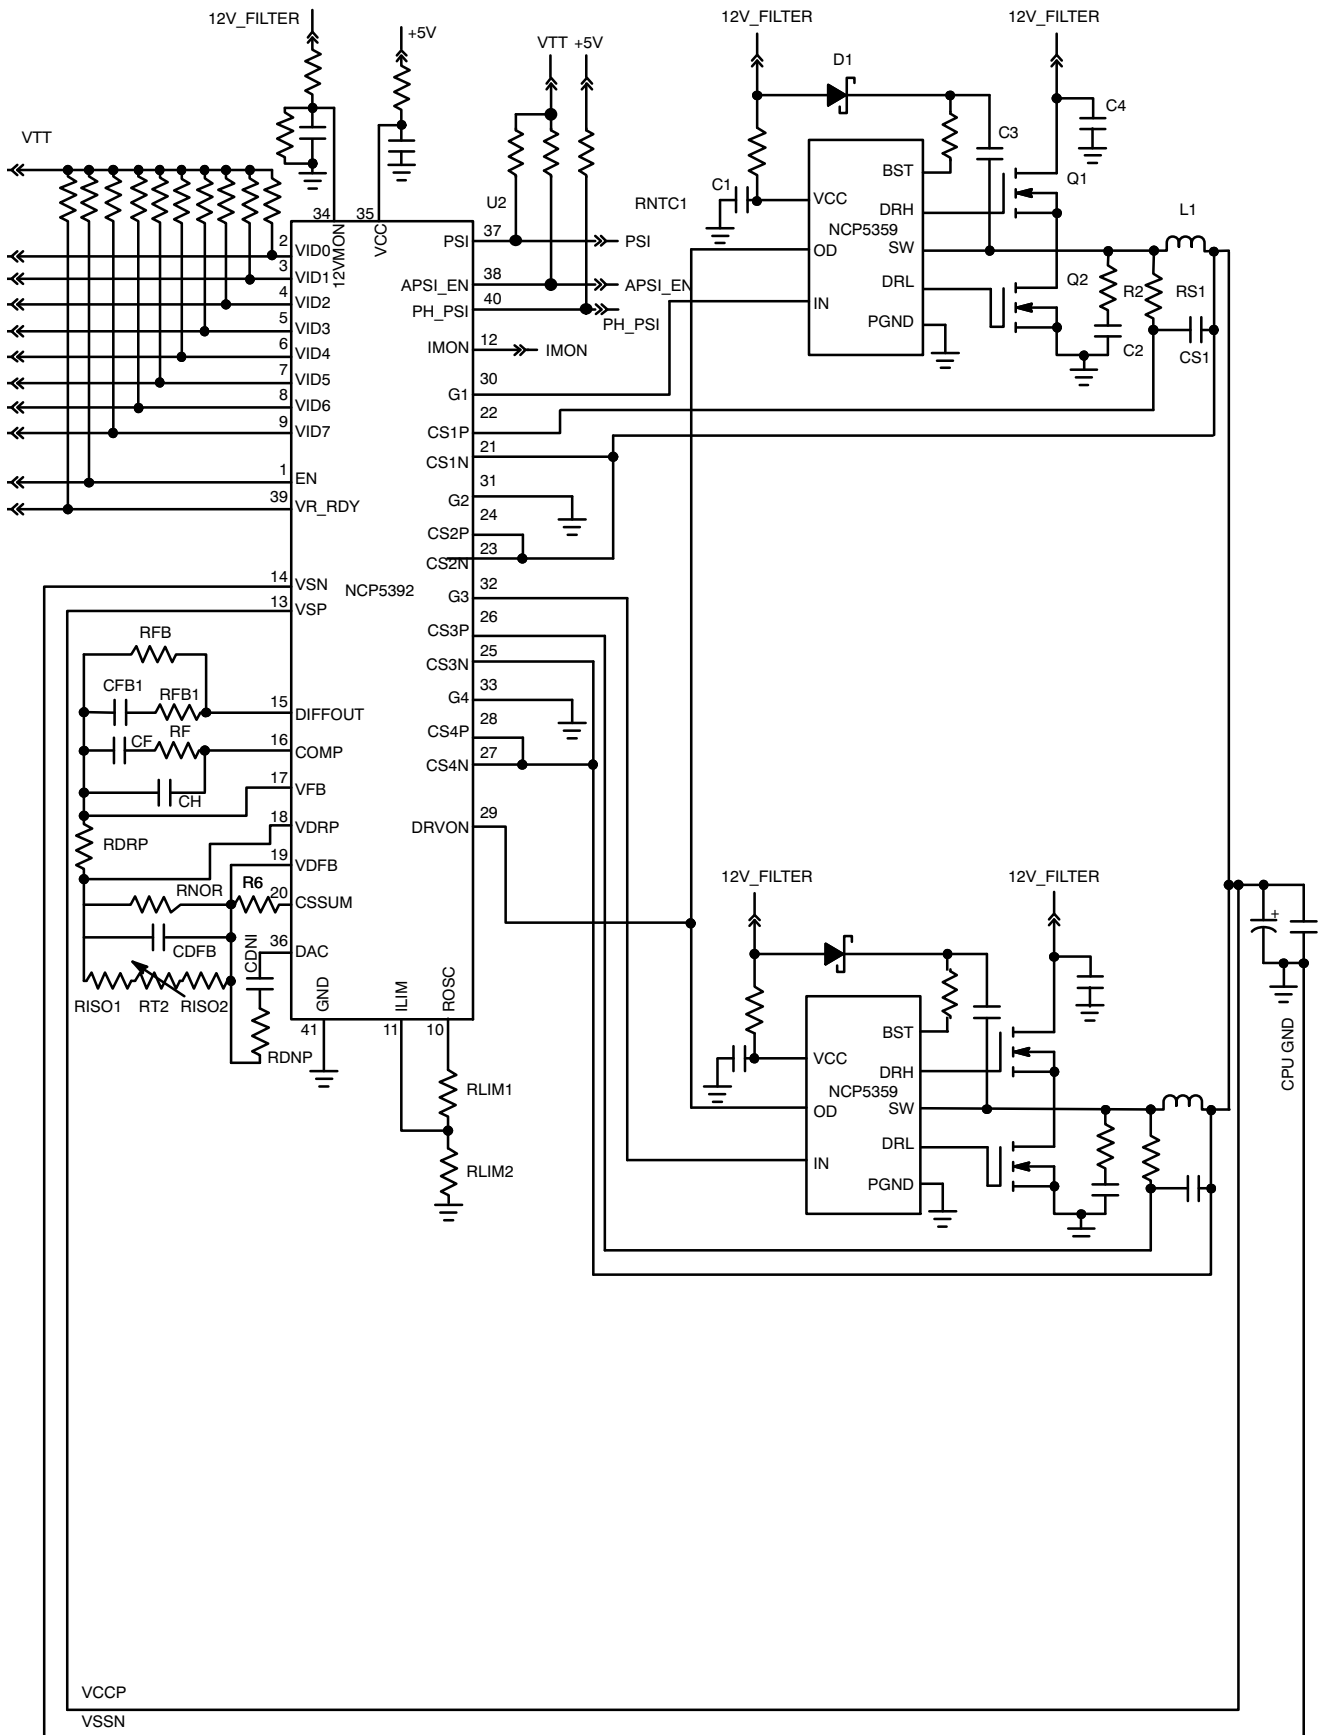 12V_FILTER
+5V
VTT +5V
12V_FILTER
12V_FILTER
D1
C4
VTT
C3
BST
Q1
C1
VCC
U2
RNTC1
34
35
DRH
L1
37
NCP5359
2
PSI
PSI
SW
VID0
12VMON
VCC
OD
3
38
VID1
APSI_EN
APSI_EN
DRL
Q2
R2
RS1
4
40
VID2
PH_PSI
PH_PSI
IN
5
VID3
12
PGND
6
IMON
IMON
C2
CS1
VID4
7
30
VID5
G1
8
22
VID6
9
CS1P
VID7
21
CS1N
1
31
EN
39
G2
VR_RDY
24
CS2P
23
CS2N
14
VSN
NCP5392
32
13
G3
VSP
26
RFB
CS3P
25
CS3N
CFB1
RFB1
33
15
G4
DIFFOUT
28
CF
RF
16
CS4P
COMP
27
CS4N
17
VFB
CH
18
29
VDRP
DRVON
RDRP
19
VDFB
12V_FILTER
12V_FILTER
RNOR
R6
20
CSSUM
+
CDFB
CDNI
36
DAC
RISO1
RT2
RISO2
GND
ILIM
ROSC
41
11
10
BST
RDNP
VCC
CPU GND
DRH
RLIM1
NCP5359
OD
SW
DRL
RLIM2
IN
PGND
VCCP
VSSN